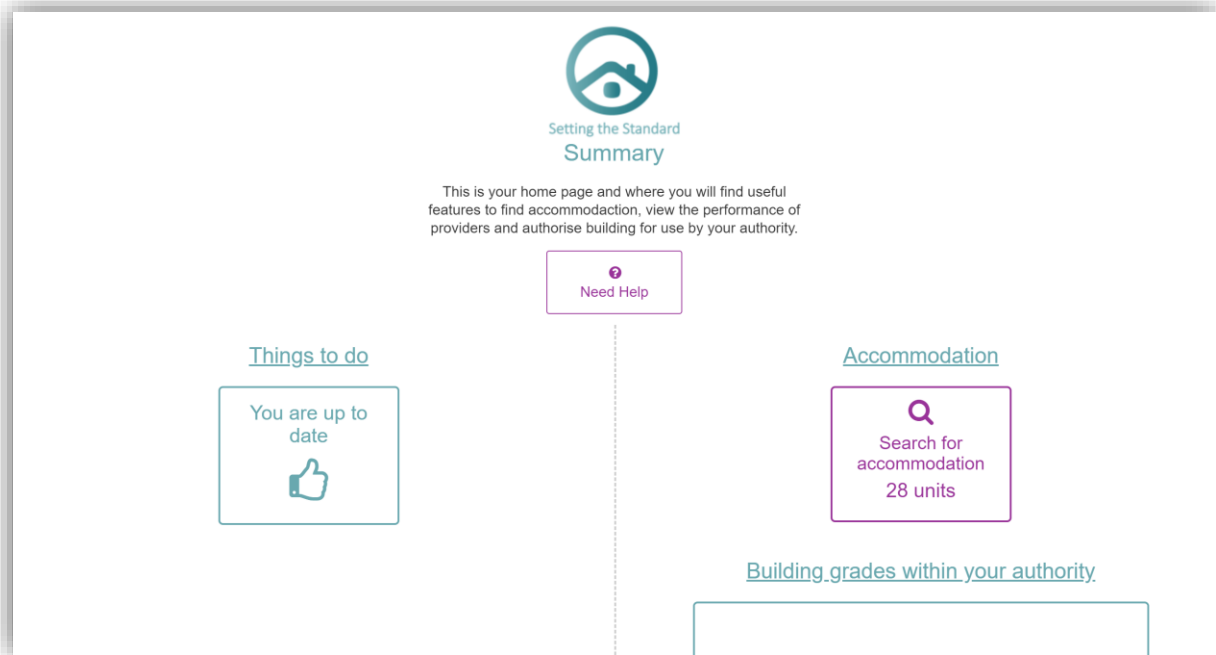 Setting the Standard
Summary
This is your home page and where you will find useful
features to find accommodaction, view the performance of
providers and authorise building for use by your authority.
Need Help
Things to do
You are up to
date
Accommodation
Search for
accommodation
28 units
Building grades within your authority